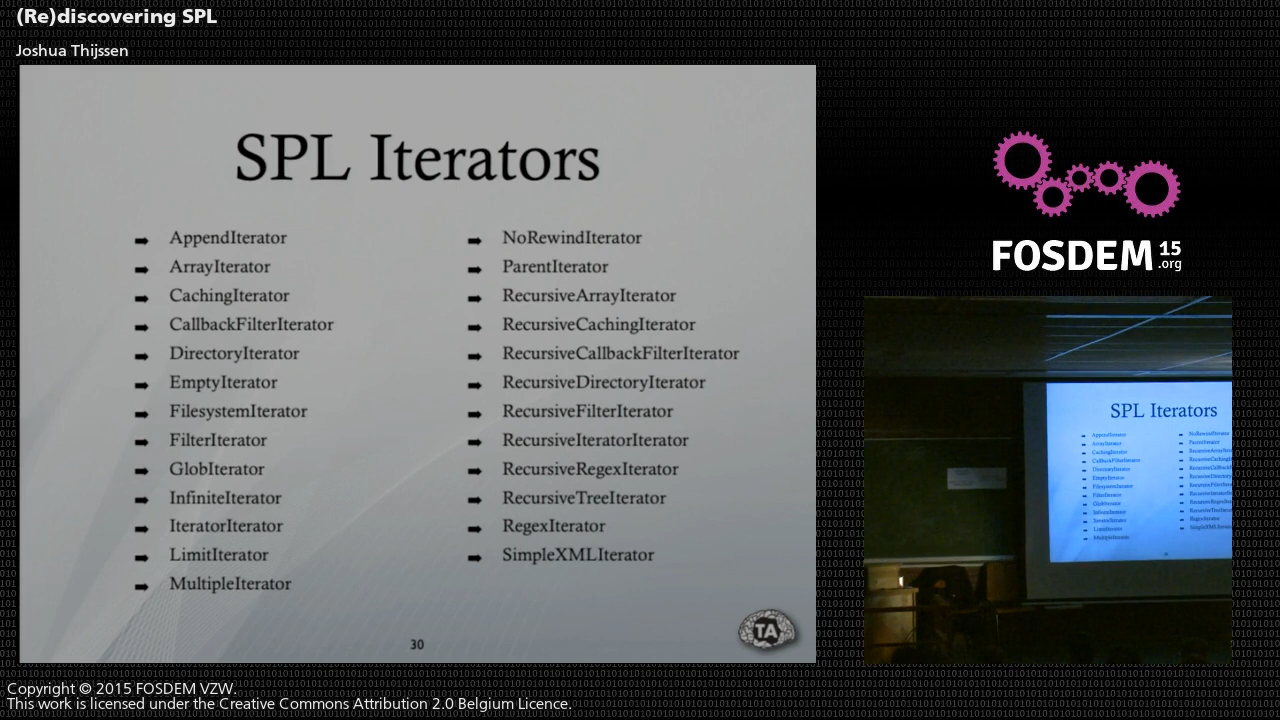 (Re)discovering SPL
Joshua Thijssen
SPL Iterators
AppendIterator
ArrayIterator
CachingIterator
CallbackFilterIterator
DirectoryIterator
EmptyIterator
FilesystemIterator
FilterIterator
GlobIterator
InfiniteIterator
IteratorIterator
LimitIterator
MultipleIterator
NoRewindIterator
ParentIterator
RecursiveArrayIterator
RecursiveCachingIterator
RecursiveCallbackFilterIterator
RecursiveDirectoryIterator
RecursiveFilterIterator
RecursiveIteratorIterator
RecursiveRegexIterator
RecursiveTreeIterator
RegexIterator
SimpleXMLIterator
30
TA
FOSDEM 15
.org
SPL Iterators
Copyright © 2015 FOSDEM VZW.
This work is licensed under the Creative Commons Attribution 2.0 Belgium Licence.